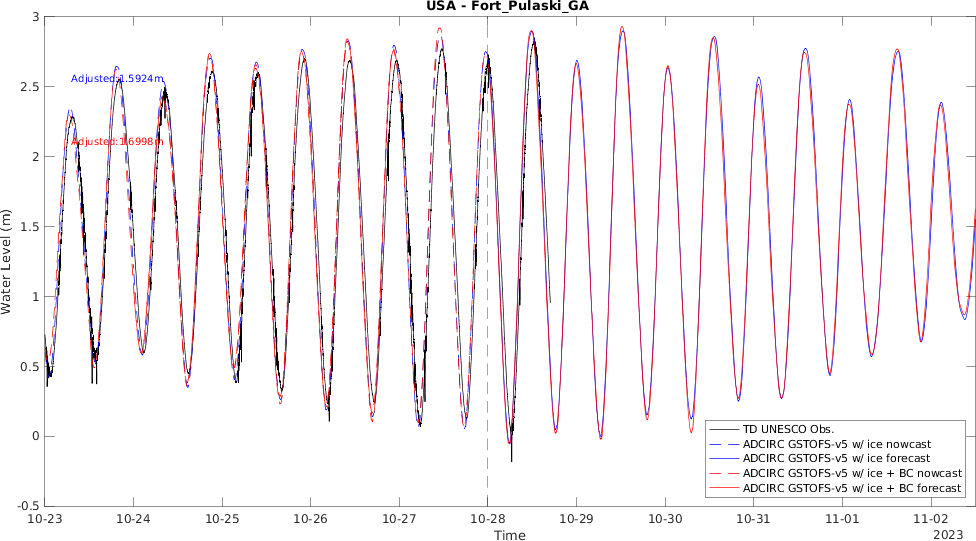 USA - Fort_Pulaski_GA
3
2.5
2
1.5
1
0.5
0
-0.5
Water Level (m)
Adjusted:1.5924m
Adjusted:1.6998m
TD UNESCO Obs.
ADCIRC GSTOFS-v5 w/ ice nowcast
ADCIRC GSTOFS-v5 w/ ice forecast
ADCIRC GSTOFS-v5 w/ ice + BC nowcast
ADCIRC GSTOFS-v5 w/ ice + BC forecast
10-23 10-24 10-25 10-26 10-27 10-28 10-29 10-30 10-31 11-01 11-02
Time
2023